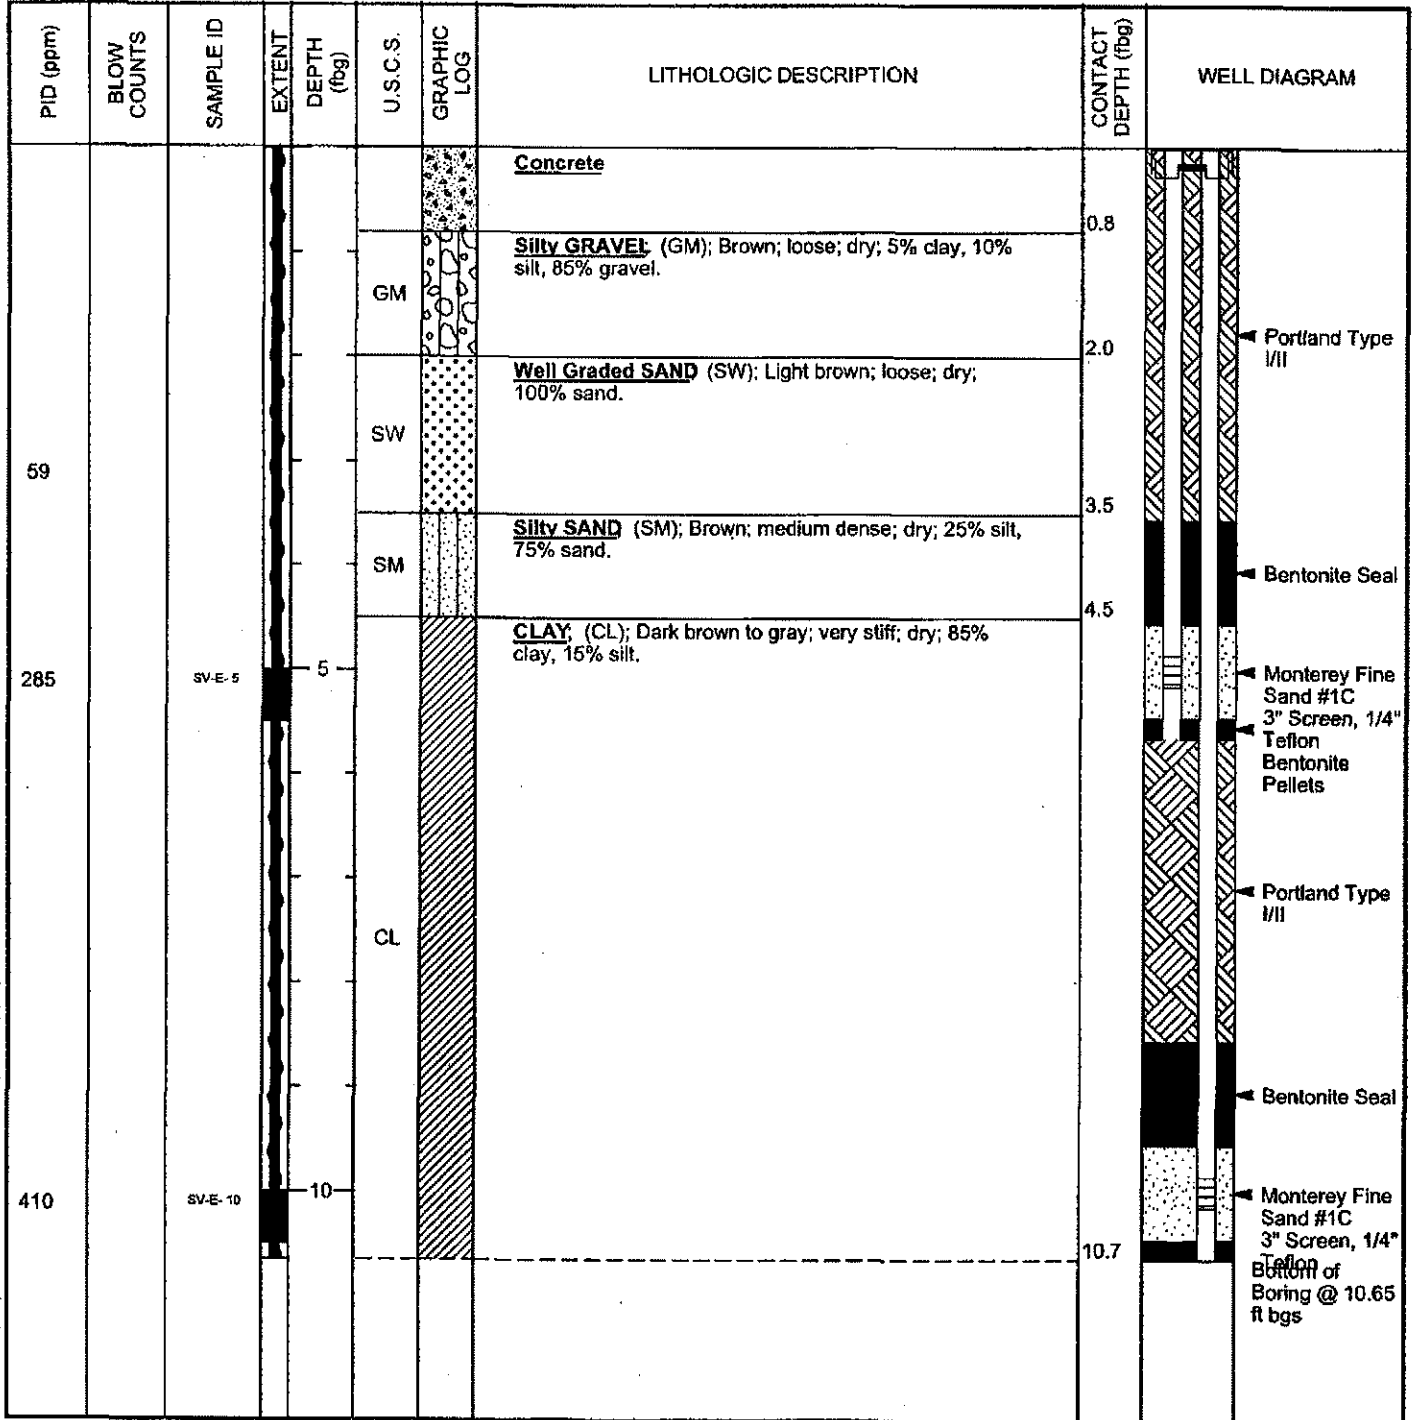 PID (ppm)
BLOW
COUNTS
SAMPLE ID
EXTENT
DEPTH
(fbg)
U.S.C.S.
GRAPHIC
LOG
LITHOLOGIC DESCRIPTION
CONTACT
DEPTH (fbg)
WELL DIAGRAM
Concrete
0.8
Silty GRAVEL (GM); Brown; loose; dry; 5% clay, 10%
silt, 85% gravel.
GM
2.0
Portland Type
I/II
Well Graded SAND (SW); Light brown; loose; dry;
100% sand.
SW
59
3.5
Silty SAND (SM); Brown; medium dense; dry; 25% silt,
75% sand.
SM
Bentonite Seal
4.5
CLAY; (CL); Dark brown to gray; very stiff; dry; 85%
clay, 15% silt.
285
SV-E-5
5
Monterey Fine
Sand #1C
3" Screen, 1/4"
Teflon
Bentonite
Pellets
Portland Type
I/II
CL
Bentonite Seal
410
SV-E-10
10
Monterey Fine
Sand #1C
3" Screen, 1/4"
Teflon
10.7
Bottom of
Boring @ 10.65
ft bgs